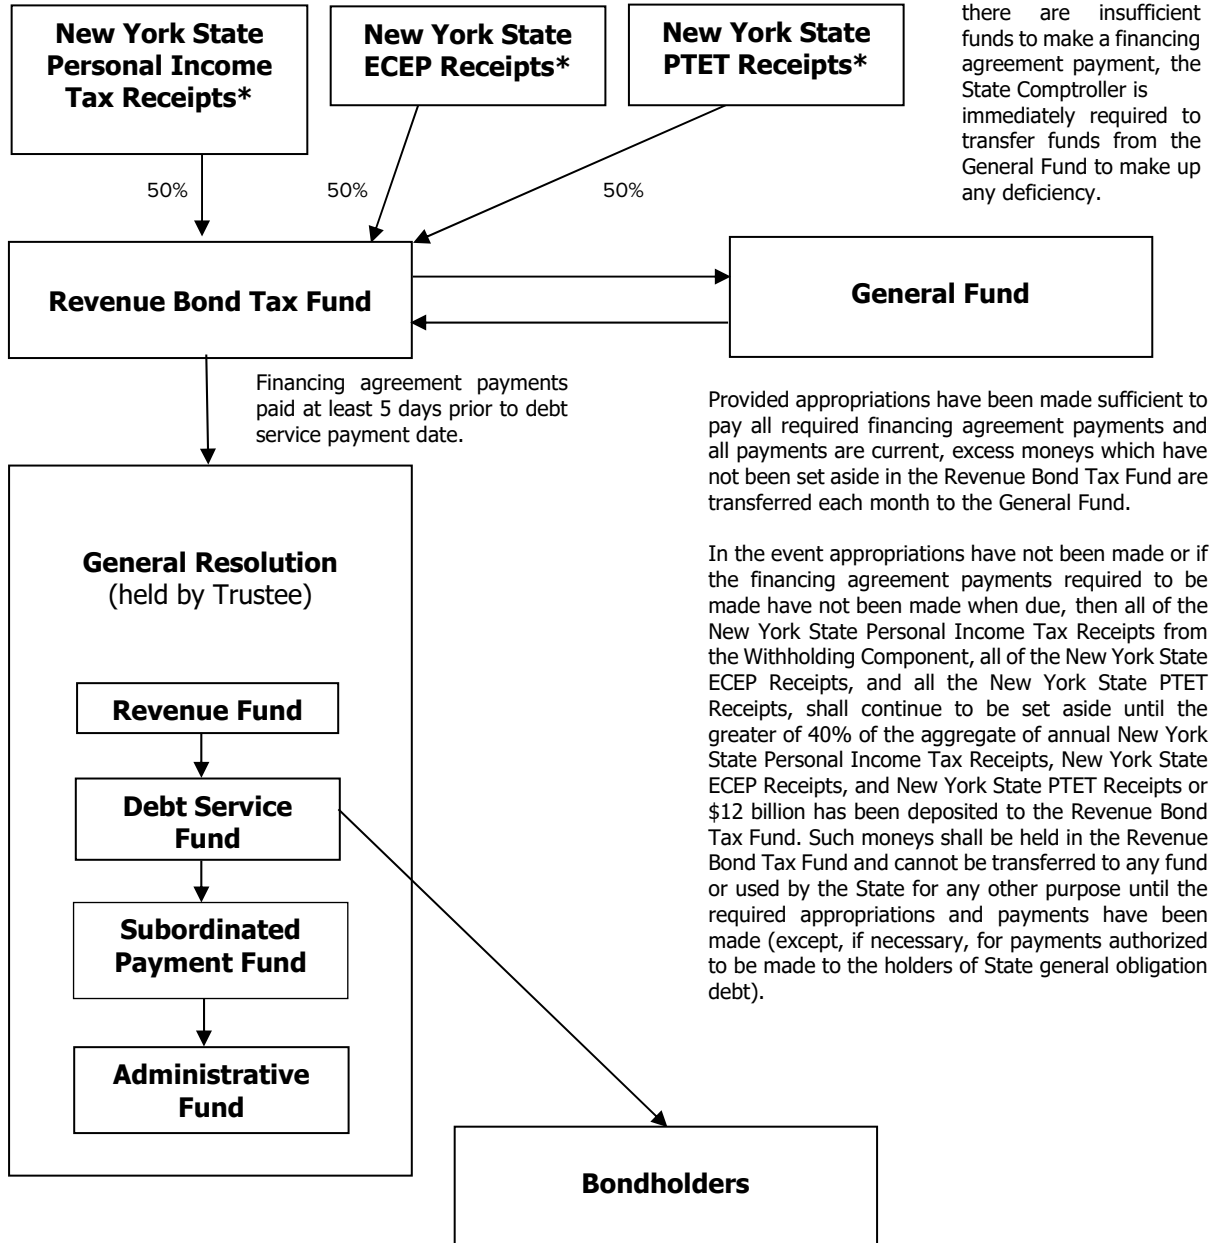 New York State
Personal Income
Tax Receipts*
New York State
ECEP Receipts*
New York State
PTET Receipts*
there are insufficient
funds to make a financing
agreement payment, the
State Comptroller is
immediately required to
transfer funds from the
General Fund to make up
any deficiency.
50%
50%
50%
Revenue Bond Tax Fund
General Fund
Financing agreement payments
paid at least 5 days prior to debt
service payment date.
Provided appropriations have been made sufficient to
pay all required financing agreement payments and
all payments are current, excess moneys which have
not been set aside in the Revenue Bond Tax Fund are
transferred each month to the General Fund.
In the event appropriations have not been made or if
the financing agreement payments required to be
made have not been made when due, then all of the
New York State Personal Income Tax Receipts from
the Withholding Component, all of the New York State
ECEP Receipts, and all the New York State PTET
Receipts, shall continue to be set aside until the
greater of 40% of the aggregate of annual New York
State Personal Income Tax Receipts, New York State
ECEP Receipts, and New York State PTET Receipts or
$12 billion has been deposited to the Revenue Bond
Tax Fund. Such moneys shall be held in the Revenue
Bond Tax Fund and cannot be transferred to any fund
or used by the State for any other purpose until the
required appropriations and payments have been
made (except, if necessary, for payments authorized
to be made to the holders of State general obligation
debt).
General Resolution
(held by Trustee)
Revenue Fund
Debt Service
Fund
Subordinated
Payment Fund
Administrative
Fund
Bondholders